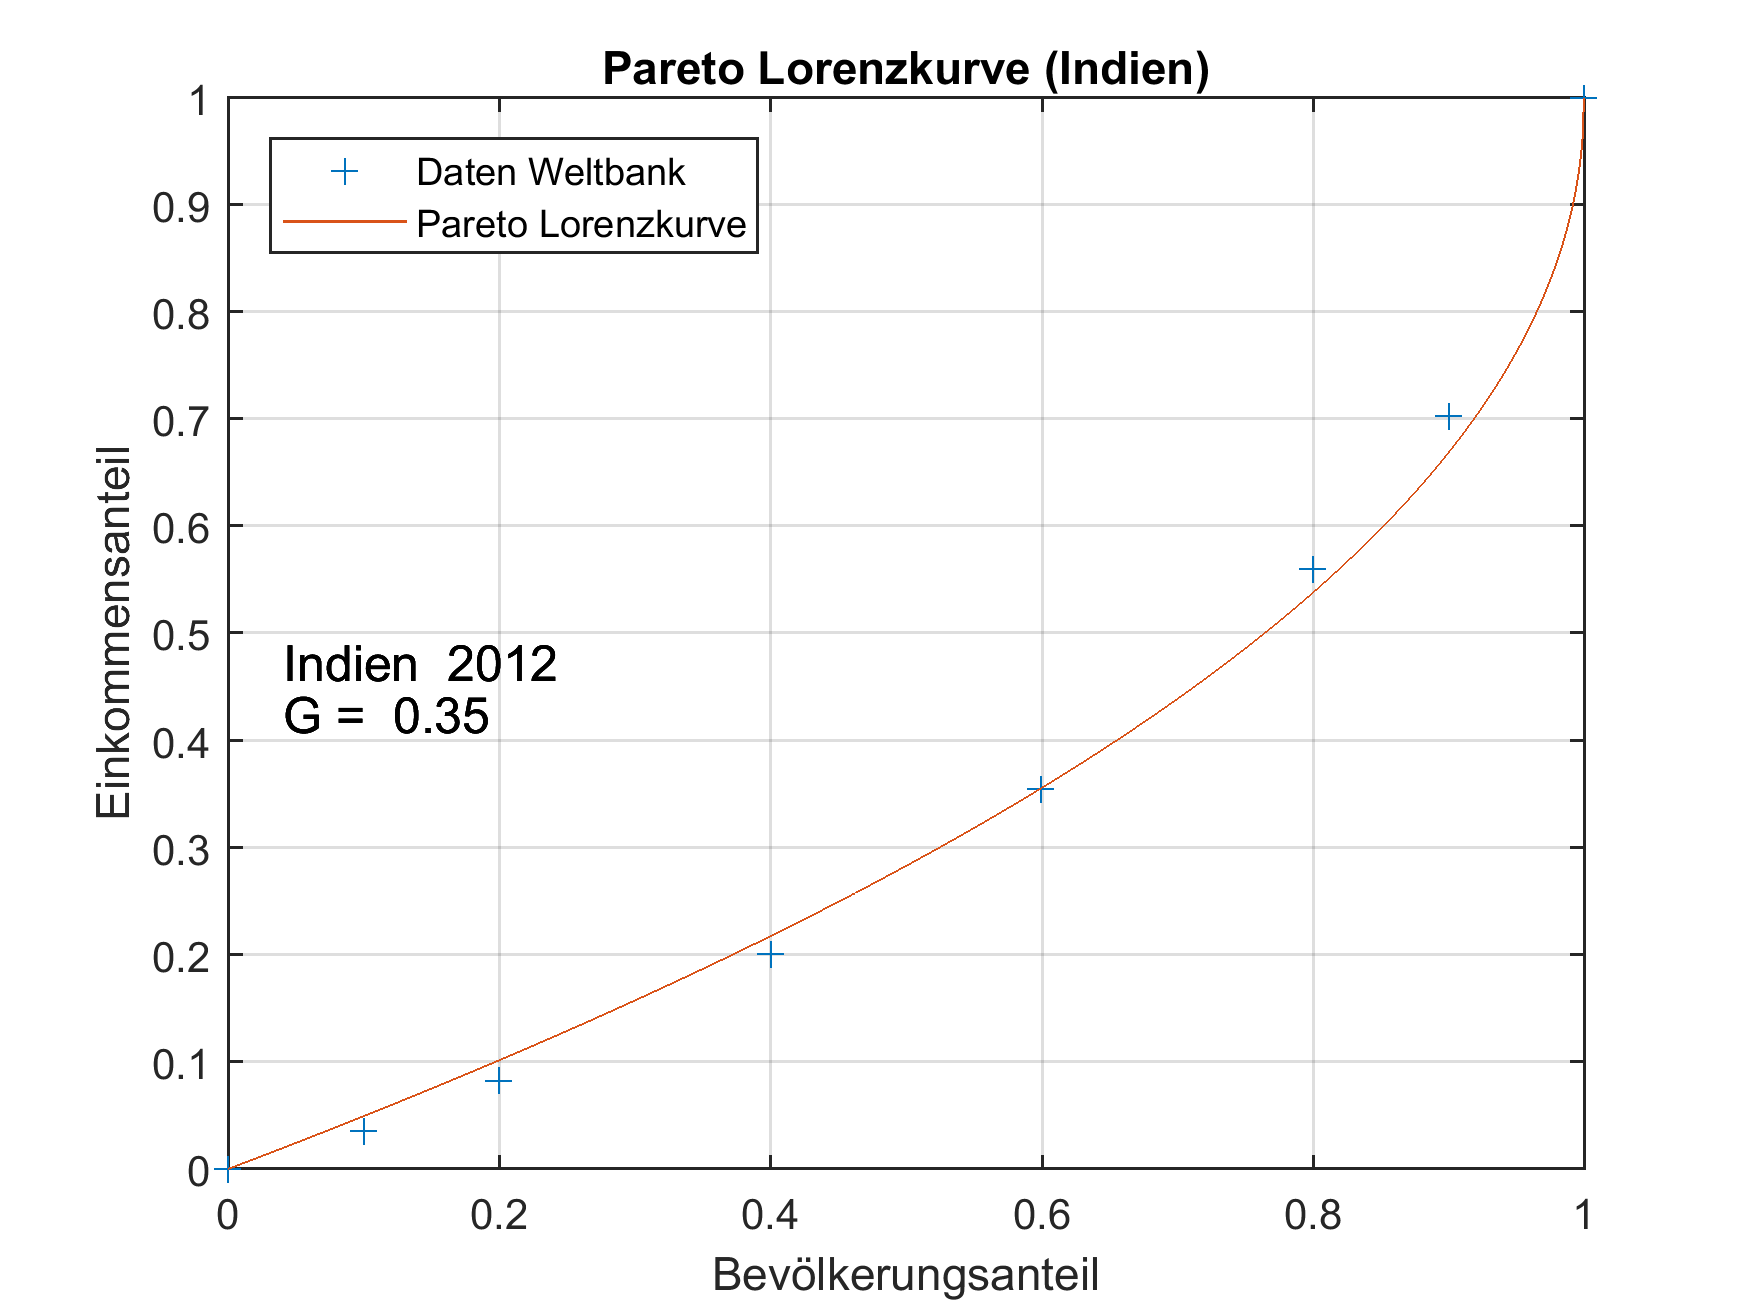 Pareto Lorenzkurve (Indien)
Daten Weltbank
Pareto Lorenzkurve
Indien  2012
G =  0.35
Einkommensanteil
1
0.9
0.8
0.7
0.6
0.5
0.4
0.3
0.2
0.1
0
0
0.2
0.4
0.6
0.8
1
Bevölkerungsanteil